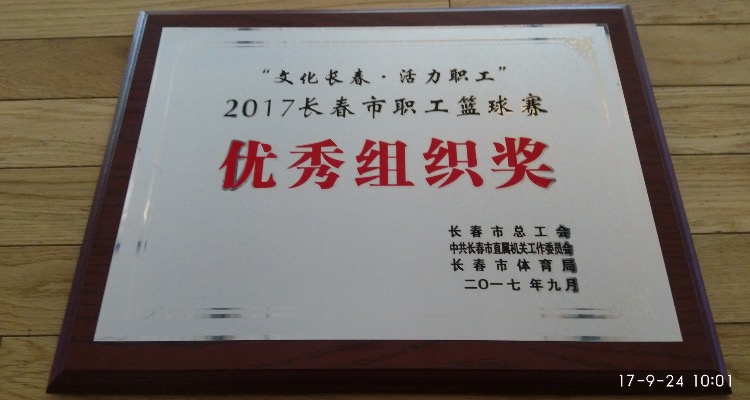 “文化长春·活力职工”
2017长春市职工篮球赛
优秀组织奖
长春市总工会
中共长春市直属机关工作委员会
长春市体育局
二〇一七年九月
17-9-24 10:01